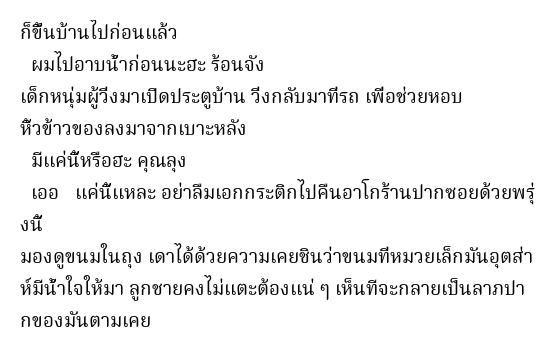 ก็ขึ้นบ้านไปก่อนแล้ว
ผมไปอาบน้ำก่อนนะฮะ ร้อนจัง
เด็กหนุ่มผู้วิ่งมาเปิดประตูบ้าน วิ่งกลับมาที่รถ เพื่อช่วยหอบ
หิ้วข้าวของลงมาจากเบาะหลัง
มีแค่นี้หรือฮะ คุณลุง
เออ แค่นี้แหละ อย่าลืมเอกกระติกไปคืนอาโกร้านปากซอยด้วยพรุ่
งนี้
มองดูขนมในถุง เดาได้ด้วยความเคยชินว่าขนมที่หมวยเล็กมันอุตส่า
ห์มีน้ำใจให้มา ลูกชายคงไม่แตะต้องแน่ ๆ เห็นทีจะกลายเป็นลาภปา
กของมันตามเคย